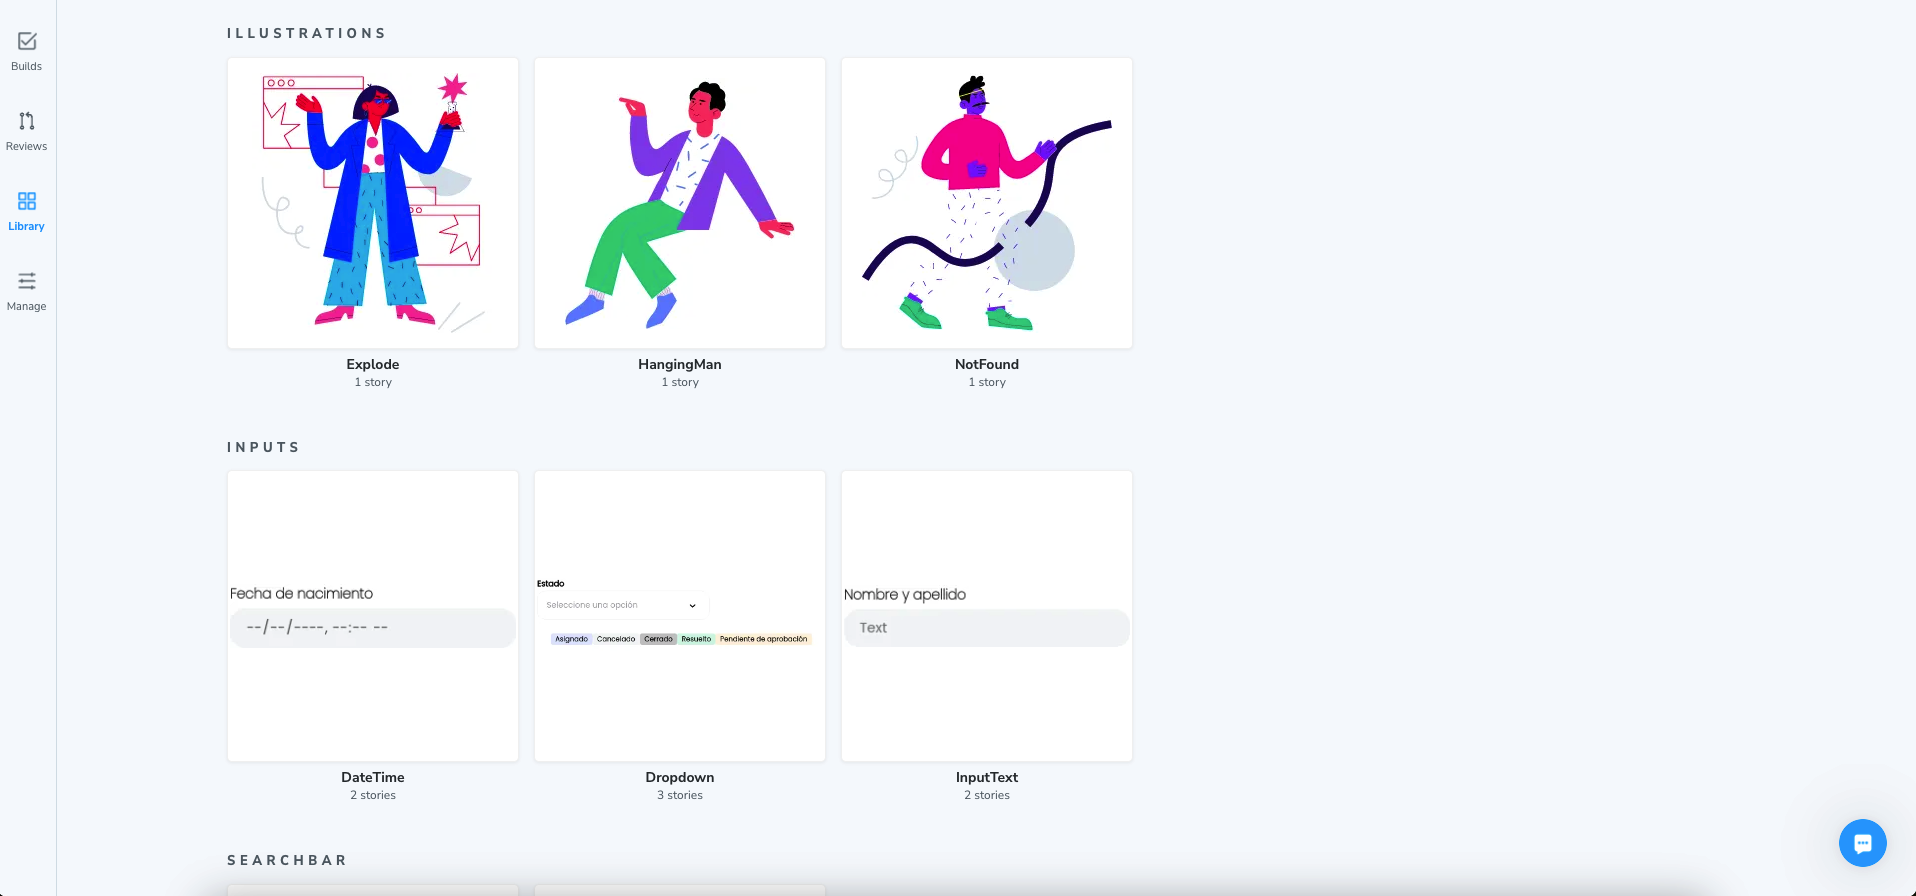 Builds
Reviews
Library
Manage
ILLUSTRATIONS
Explode
1 story
HangingMan
1 story
NotFound
1 story
INPUTS
Fecha de nacimiento
--/--/----, --:-- --
DateTime
2 stories
Estado
Seleccione una opción
Asignado Cancelado Cerrado Resuelto Pendiente de aprobación
Dropdown
3 stories
Nombre y apellido
Text
InputText
2 stories
SEARCHBAR